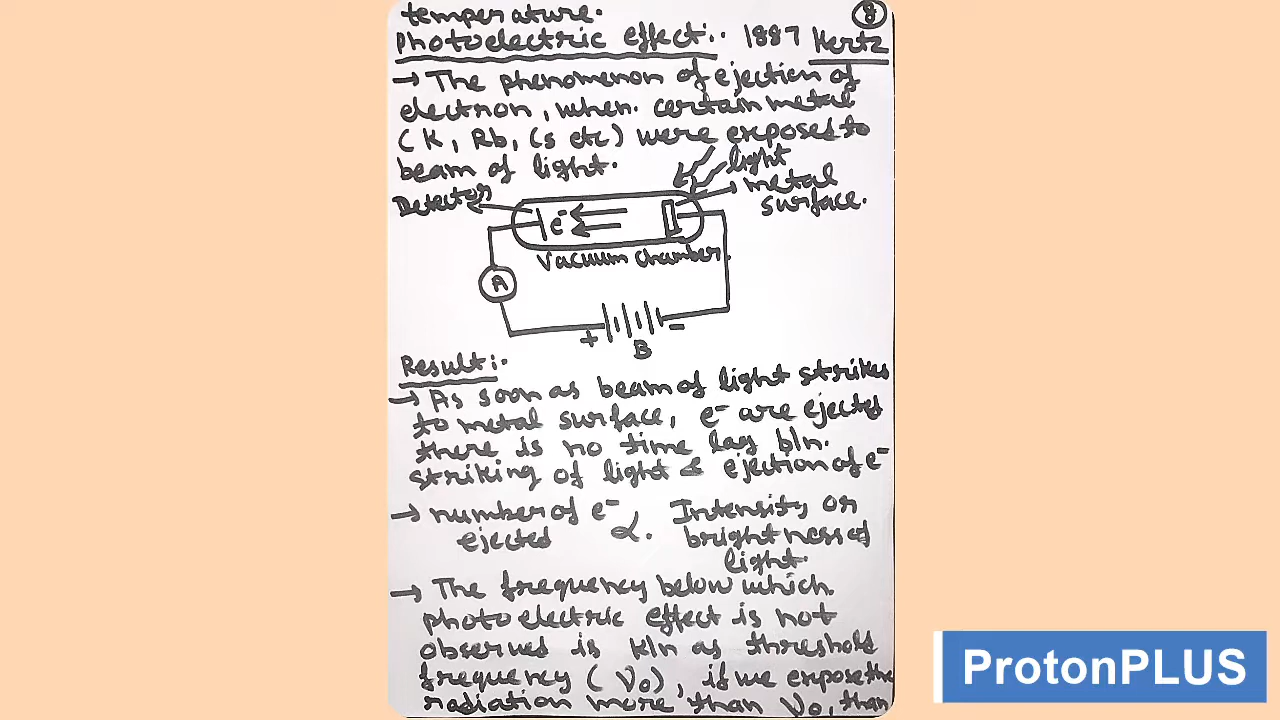 temperature.
8
Photoelectric effect:. 1887 Hertz
→ The phenomenon of ejection of
electron, when certain metal
(K, Rb, Cs etc) were exposed to
beam of light.
light
Detector
metal
surface.
e⁻
Vacuum chamber.
A
+
-
B
Result:.
→ As soon as beam of light strikes
to metal surface, e⁻ are ejected
there is no time lag b/n.
striking of light & ejection of e⁻
→ number of e⁻ ∝. Intensity or
ejected brightness of
light.
→ The frequency below which
photoelectric effect is not
observed is k/n as threshold
frequency (ν₀), if we expose the
radiation more than ν₀, than
ProtonPLUS